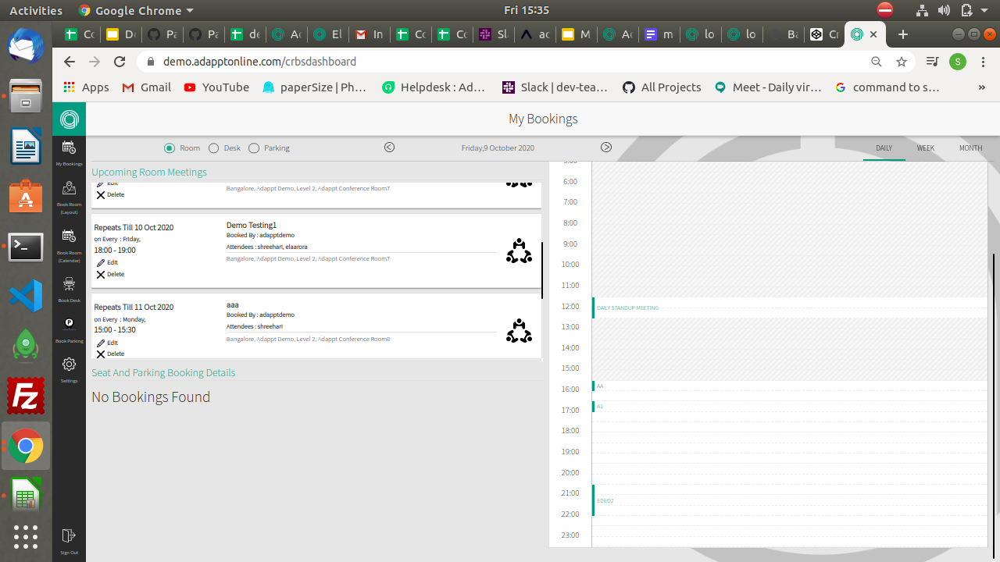 Activities
Google Chrome
Fri 15:35
Co
De
Pa
Pa
de
Ac
El
In
Co
Co
Sl
ac
M
Ac
m
lo
lo
Ba
Cr
demo.adapptonline.com/crbsdashboard
S
Apps
Gmail
YouTube
paperSize | Ph…
Helpdesk : Ad…
Slack | dev-tea…
All Projects
Meet - Daily vir…
command to s…
»
My Bookings
Room
Desk
Parking
Friday,9 October 2020
DAILY
WEEK
MONTH
My Bookings
Book Room
(Layout)
Book Room
(Calendar)
Book Desk
Book Parking
Settings
Sign Out
Upcoming Room Meetings
Edit
Delete
Bangalore, Adappt Demo, Level 2, Adappt Conference Room7
Repeats Till 10 Oct 2020
on Every : Friday,
18:00 - 19:00
Edit
Delete
Demo Testing1
Booked By : adapptdemo
Attendees : shreehari, elaarora
Bangalore, Adappt Demo, Level 2, Adappt Conference Room7
Repeats Till 11 Oct 2020
on Every : Monday,
15:00 - 15:30
Edit
Delete
aaa
Booked By : adapptdemo
Attendees : shreehari
Bangalore, Adappt Demo, Level 2, Adappt Conference Room8
Seat And Parking Booking Details
No Bookings Found
5:00
6:00
7:00
8:00
9:00
10:00
11:00
12:00
DAILY STANDUP MEETING
13:00
14:00
15:00
16:00
AA
17:00
A1
18:00
19:00
20:00
21:00
EDEO2
22:00
23:00